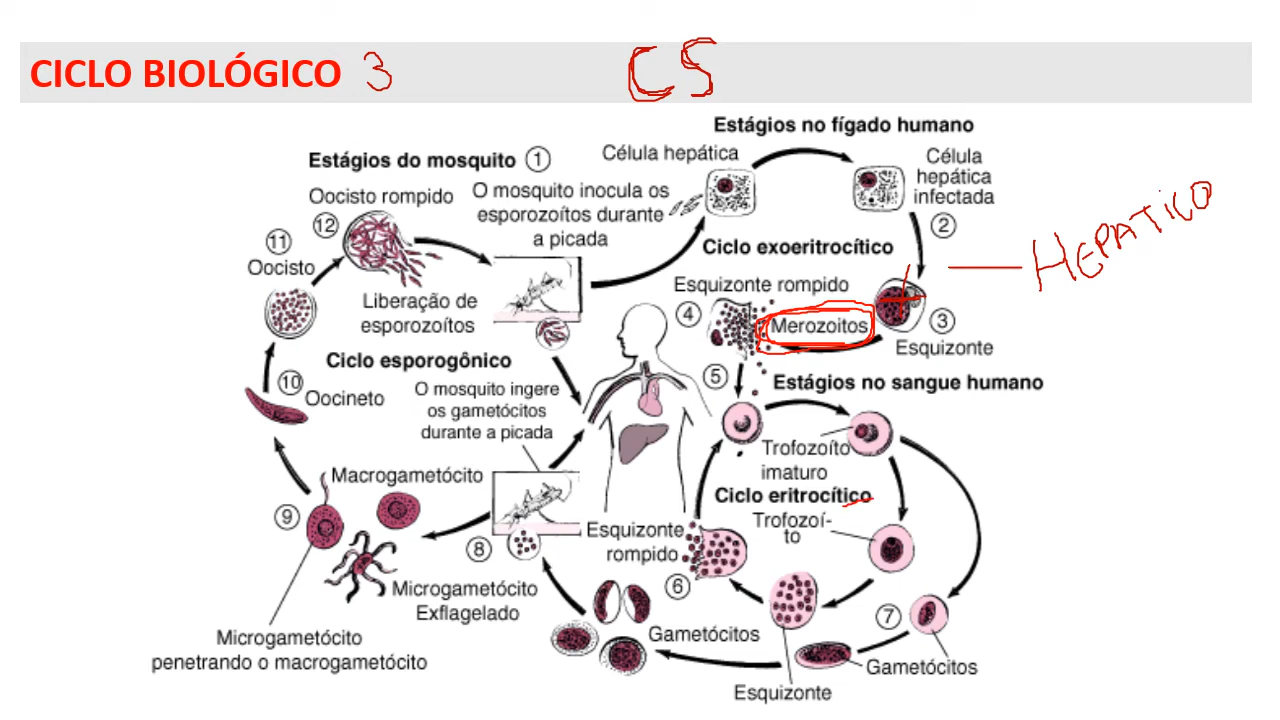 CICLO BIOLÓGICO 3
CS
Estágios no fígado humano
Estágios do mosquito 1
Célula hepática
Célula
hepática
infectada
2
Oocisto rompido
12
O mosquito inocula os
esporozoítos durante
a picada
HEPATICO
11
Oocisto
Ciclo exoeritrocítico
Esquizonte rompido
4
Merozoitos
3
Esquizonte
Liberação de
esporozoítos
Ciclo esporogônico
5
Estágios no sangue humano
10
Oocineto
O mosquito ingere
os gametócitos
durante a picada
Trofozoíto
imaturo
Macrogametócito
Ciclo eritrocítico
9
Trofozoí-
to
8
Esquizonte
rompido
6
Microgametócito
Exflagelado
7
Gametócitos
Microgametócito
penetrando o macrogametócito
Gametócitos
Esquizonte